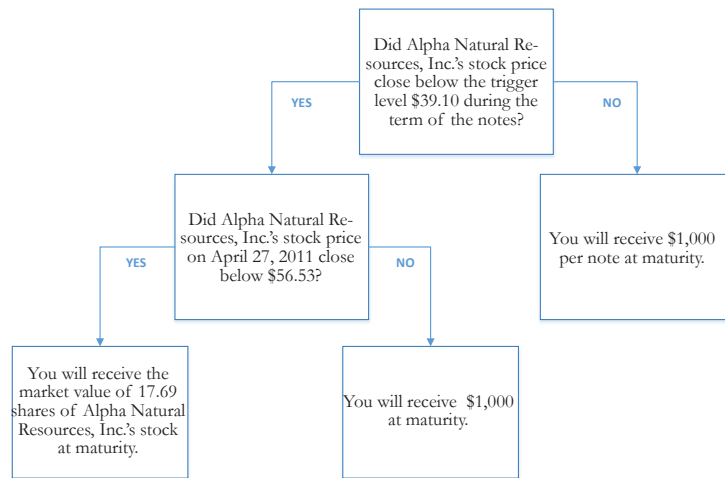 Did Alpha Natural Re-
sources, Inc.'s stock price
close below the trigger
level $39.10 during the
term of the notes?
YES
NO
Did Alpha Natural Re-
sources, Inc.'s stock price
on April 27, 2011 close
below $56.53?
You will receive $1,000
per note at maturity.
YES
NO
You will receive the
market value of 17.69
shares of Alpha Natural
Resources, Inc.'s stock
at maturity.
You will receive $1,000
at maturity.